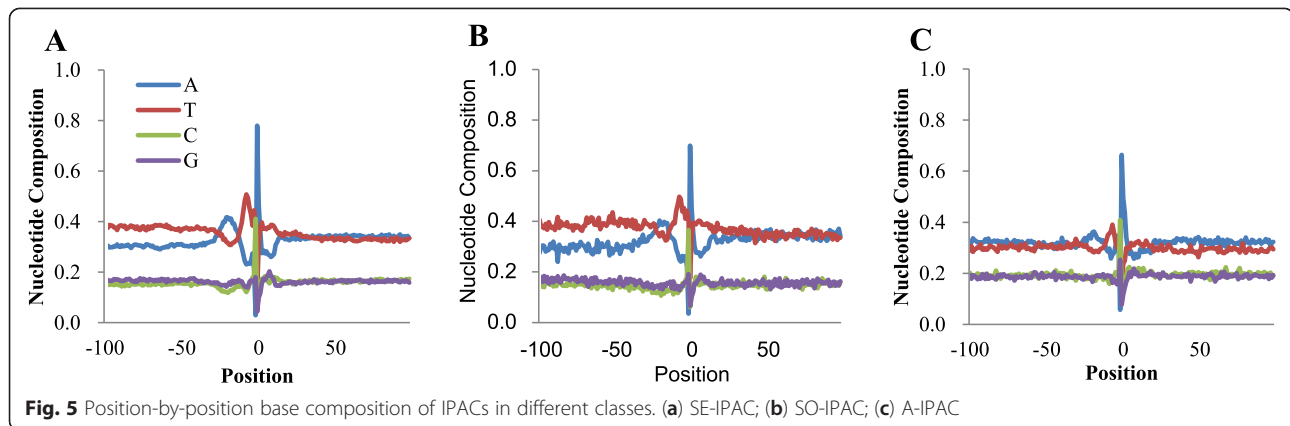 A
Nucleotide Composition
1.0
0.8
0.6
0.4
0.2
0.0
A
T
C
G
-100 -50 0 50
Position
B
Nucleotide Composition
1.0
0.8
0.6
0.4
0.2
0.0
-100 -50 0 50
Position
C
Nucleotide Composition
1.0
0.8
0.6
0.4
0.2
0.0
-100 -50 0 50
Position
Fig. 5 Position-by-position base composition of IPACs in different classes. (a) SE-IPAC; (b) SO-IPAC; (c) A-IPAC